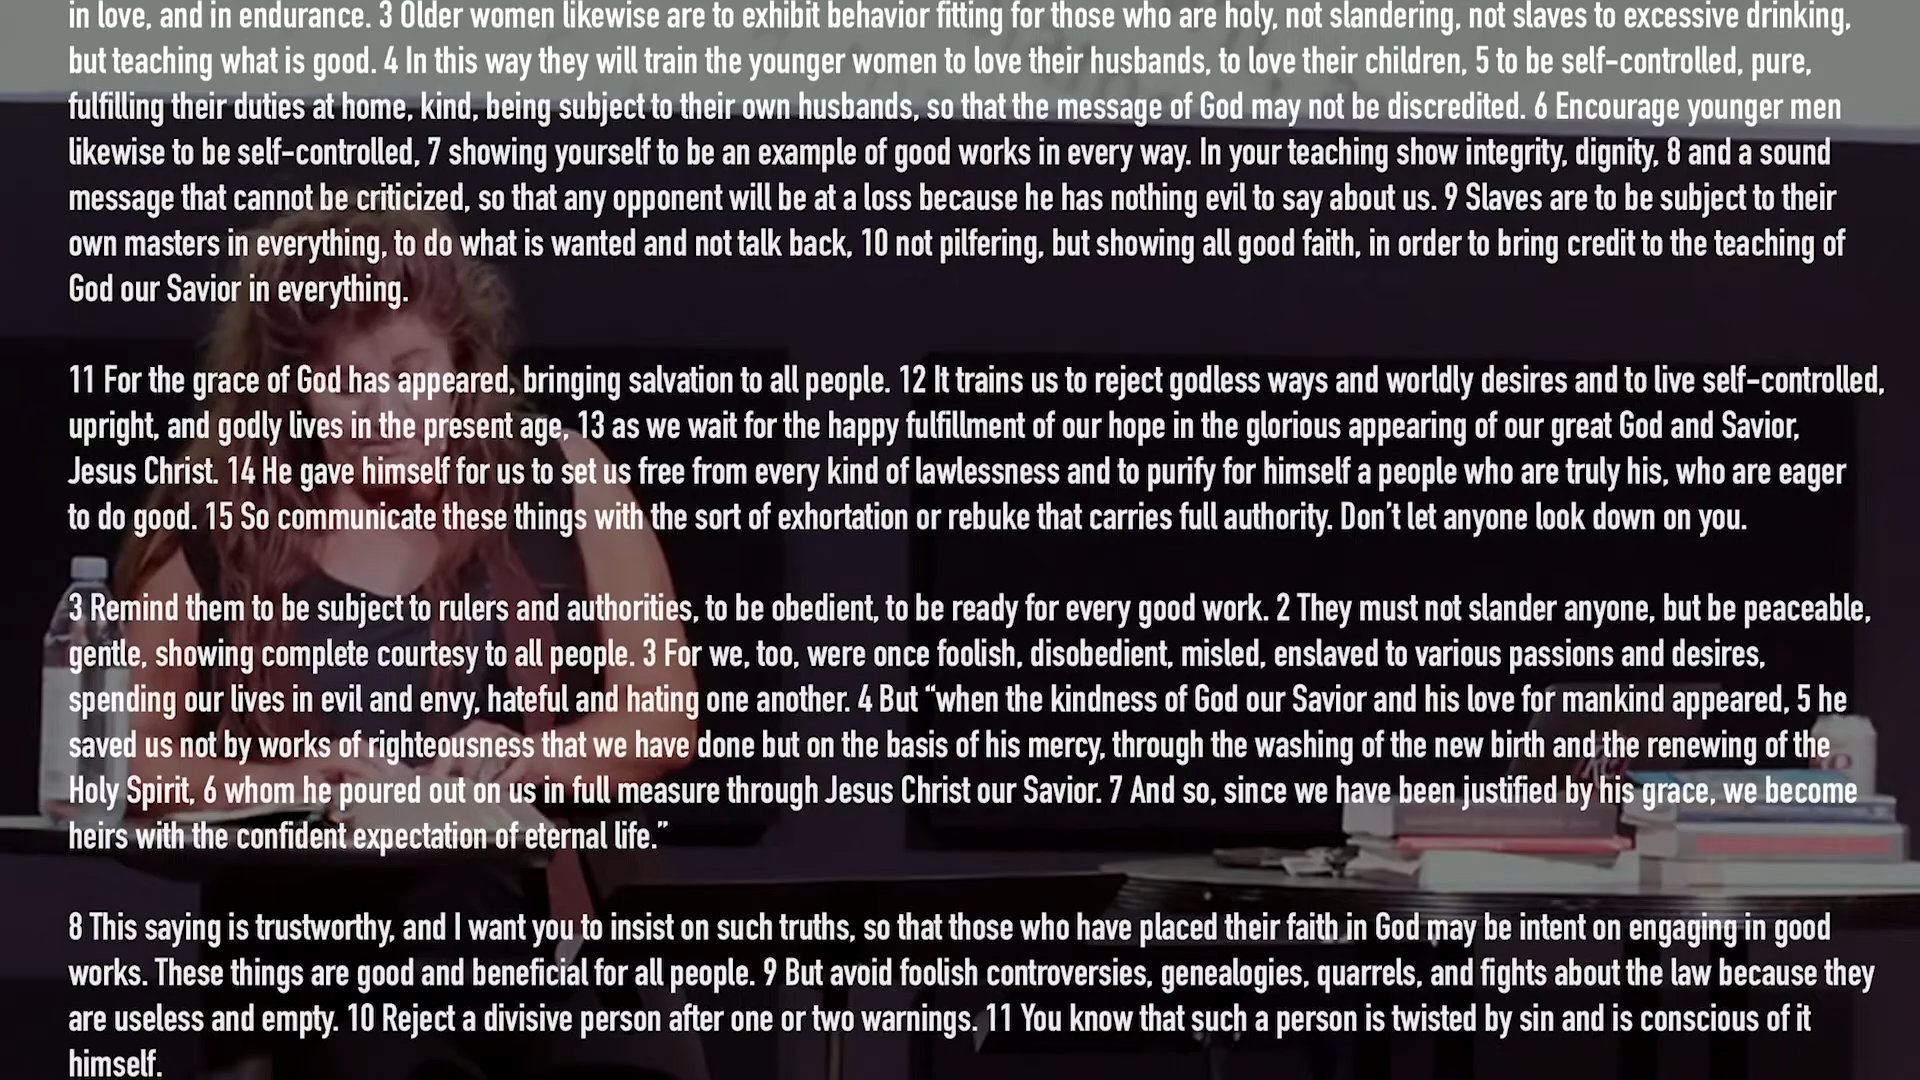 in love, and in endurance. 3 Older women likewise are to exhibit behavior fitting for those who are holy, not slandering, not slaves to excessive drinking,
but teaching what is good. 4 In this way they will train the younger women to love their husbands, to love their children, 5 to be self-controlled, pure,
fulfilling their duties at home, kind, being subject to their own husbands, so that the message of God may not be discredited. 6 Encourage younger men
likewise to be self-controlled, 7 showing yourself to be an example of good works in every way. In your teaching show integrity, dignity, 8 and a sound
message that cannot be criticized, so that any opponent will be at a loss because he has nothing evil to say about us. 9 Slaves are to be subject to their
own masters in everything, to do what is wanted and not talk back, 10 not pilfering, but showing all good faith, in order to bring credit to the teaching of
God our Savior in everything.
11 For the grace of God has appeared, bringing salvation to all people. 12 It trains us to reject godless ways and worldly desires and to live self-controlled,
upright, and godly lives in the present age, 13 as we wait for the happy fulfillment of our hope in the glorious appearing of our great God and Savior,
Jesus Christ. 14 He gave himself for us to set us free from every kind of lawlessness and to purify for himself a people who are truly his, who are eager
to do good. 15 So communicate these things with the sort of exhortation or rebuke that carries full authority. Don’t let anyone look down on you.
3 Remind them to be subject to rulers and authorities, to be obedient, to be ready for every good work. 2 They must not slander anyone, but be peaceable,
gentle, showing complete courtesy to all people. 3 For we, too, were once foolish, disobedient, misled, enslaved to various passions and desires,
spending our lives in evil and envy, hateful and hating one another. 4 But “when the kindness of God our Savior and his love for mankind appeared, 5 he
saved us not by works of righteousness that we have done but on the basis of his mercy, through the washing of the new birth and the renewing of the
Holy Spirit, 6 whom he poured out on us in full measure through Jesus Christ our Savior. 7 And so, since we have been justified by his grace, we become
heirs with the confident expectation of eternal life.”
8 This saying is trustworthy, and I want you to insist on such truths, so that those who have placed their faith in God may be intent on engaging in good
works. These things are good and beneficial for all people. 9 But avoid foolish controversies, genealogies, quarrels, and fights about the law because they
are useless and empty. 10 Reject a divisive person after one or two warnings. 11 You know that such a person is twisted by sin and is conscious of it
himself.